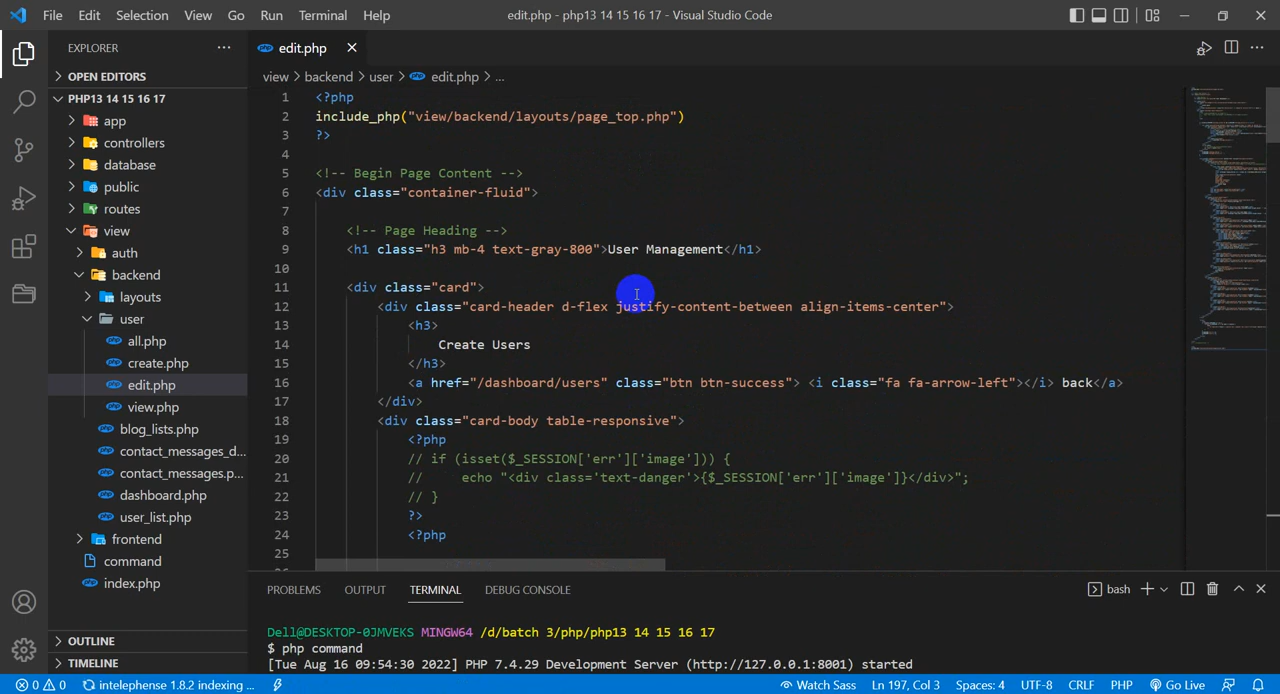 File Edit Selection View Go Run Terminal Help
edit.php - php13 14 15 16 17 - Visual Studio Code
EXPLORER
OPEN EDITORS
PHP13 14 15 16 17
app
controllers
database
public
routes
view
auth
backend
layouts
user
all.php
create.php
edit.php
view.php
blog_lists.php
contact_messages_d...
contact_messages.p...
dashboard.php
user_list.php
frontend
command
index.php
OUTLINE
TIMELINE
edit.php
view > backend > user > edit.php > ...
1 <?php
2 include_php("view/backend/layouts/page_top.php")
3 ?>
4
5 <!-- Begin Page Content -->
6 <div class="container-fluid">
7
8 <!-- Page Heading -->
9 <h1 class="h3 mb-4 text-gray-800">User Management</h1>
10
11 <div class="card">
12 <div class="card-header d-flex justify-content-between align-items-center">
13 <h3>
14 Create Users
15 </h3>
16 <a href="/dashboard/users" class="btn btn-success"> <i class="fa fa-arrow-left"></i> back</a>
17 </div>
18 <div class="card-body table-responsive">
19 <?php
20 // if (isset($_SESSION['err']['image'])) {
21 // echo "<div class='text-danger'>{$_SESSION['err']['image']}</div>";
22 // }
23 ?>
24 <?php
25
PROBLEMS OUTPUT TERMINAL DEBUG CONSOLE
bash
Dell@DESKTOP-0JMVEKS MINGW64 /d/batch 3/php/php13 14 15 16 17
$ php command
[Tue Aug 16 09:54:30 2022] PHP 7.4.29 Development Server (http://127.0.0.1:8001) started
0 0 intelephense 1.8.2 indexing ... Watch Sass Ln 197, Col 3 Spaces: 4 UTF-8 CRLF PHP Go Live